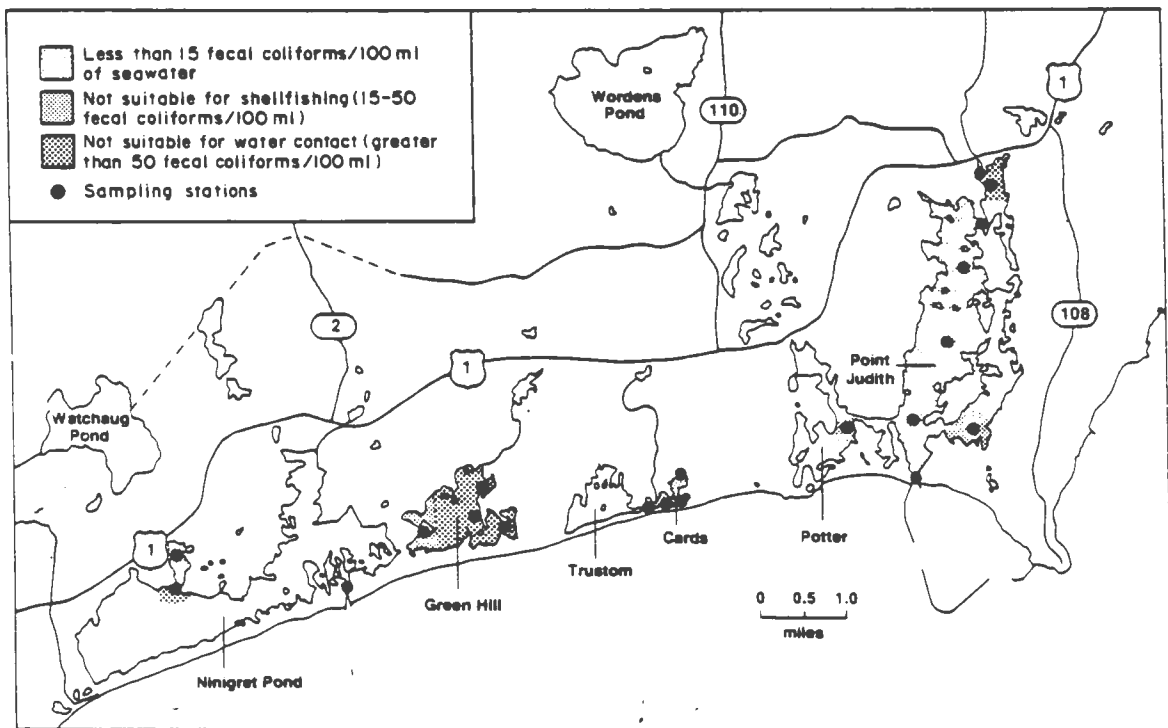 Less than 15 fecal coliforms/100 ml
of seawater
Not suitable for shellfishing (15-50
fecal coliforms/100 ml)
Not suitable for water contact (greater
than 50 fecal coliforms/100 ml)
Sampling stations
Wordens
Pond
110
1
2
1
108
Point
Judith
Watchaug
Pond
1
Cards
Potter
Trustom
Green Hill
0 0.5 1.0
miles
Ninigret Pond